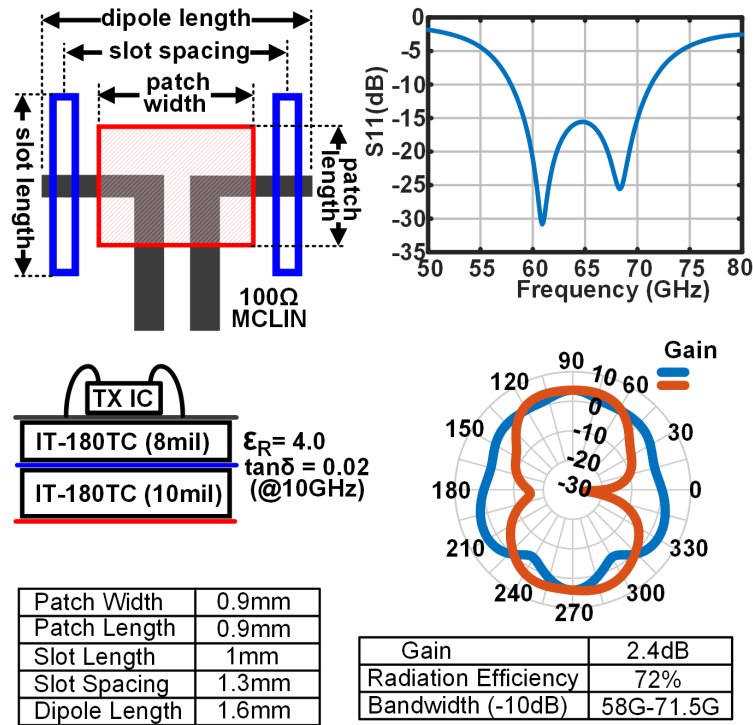 dipole length
slot spacing
patch
width
slot length
patch
length
100Ω
MCLIN
S11(dB)
0
-5
-10
-15
-20
-25
-30
-35
50 55 60 65 70 75 80
Frequency (GHz)
TX IC
IT-180TC (8mil)
IT-180TC (10mil)
εR= 4.0
tanδ = 0.02
(@10GHz)
Gain
90
120 60
150 30
180 0
210 330
240 300
270
10
0
-10
-20
-30
Patch Width 0.9mm
Patch Length 0.9mm
Slot Length 1mm
Slot Spacing 1.3mm
Dipole Length 1.6mm
Gain 2.4dB
Radiation Efficiency 72%
Bandwidth (-10dB) 58G-71.5G